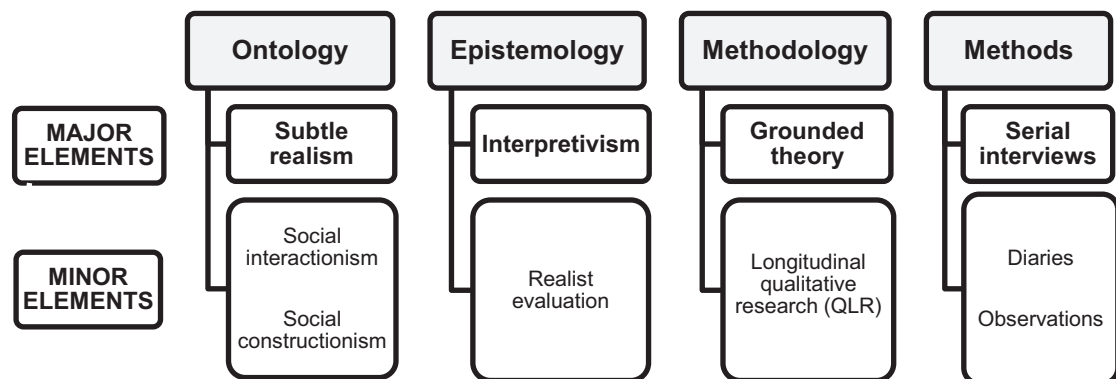 Ontology
Epistemology
Methodology
Methods
MAJOR
ELEMENTS
Subtle
realism
Interpretivism
Grounded
theory
Serial
interviews
MINOR
ELEMENTS
Social
interactionism
Social
constructionism
Realist
evaluation
Longitudinal
qualitative
research (QLR)
Diaries
Observations